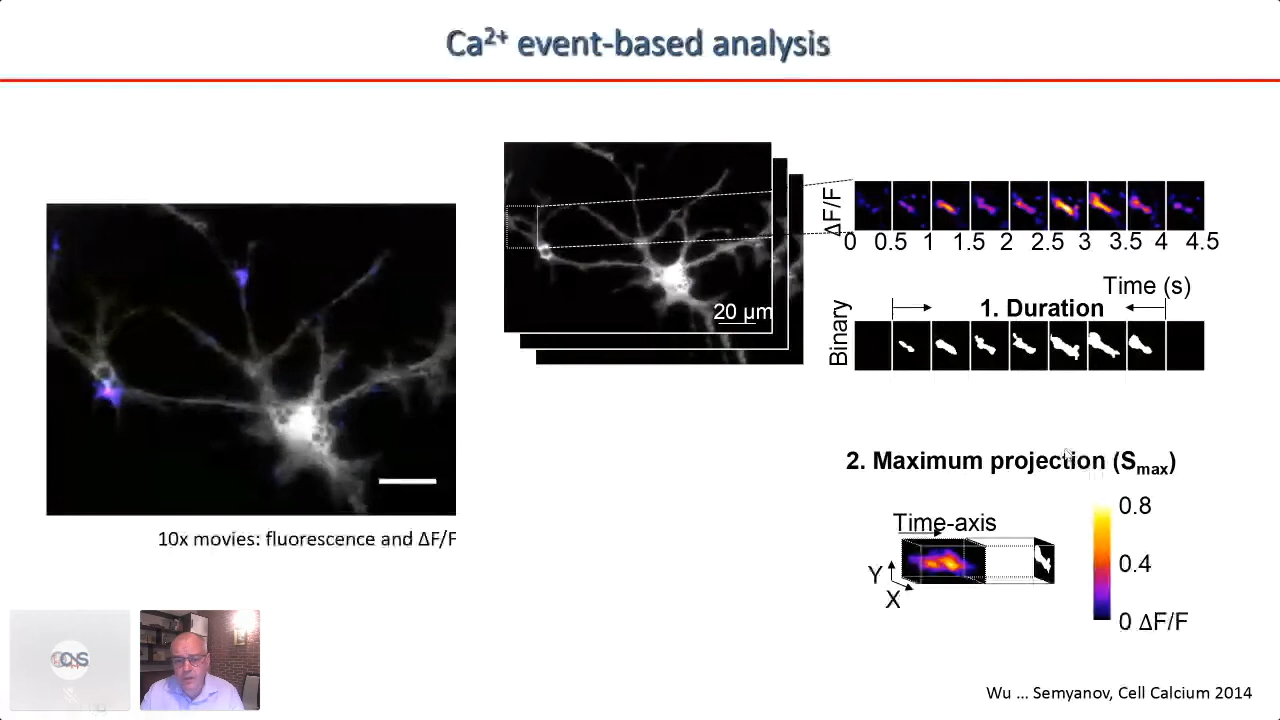 Ca²⁺ event-based analysis
10x movies: fluorescence and ΔF/F
20 μm
ΔF/F
0 0.5 1 1.5 2 2.5 3 3.5 4 4.5
Time (s)
1. Duration
Binary
2. Maximum projection (Smax)
Time-axis
Y
X
0.8
0.4
0 ΔF/F
Wu ... Semyanov, Cell Calcium 2014